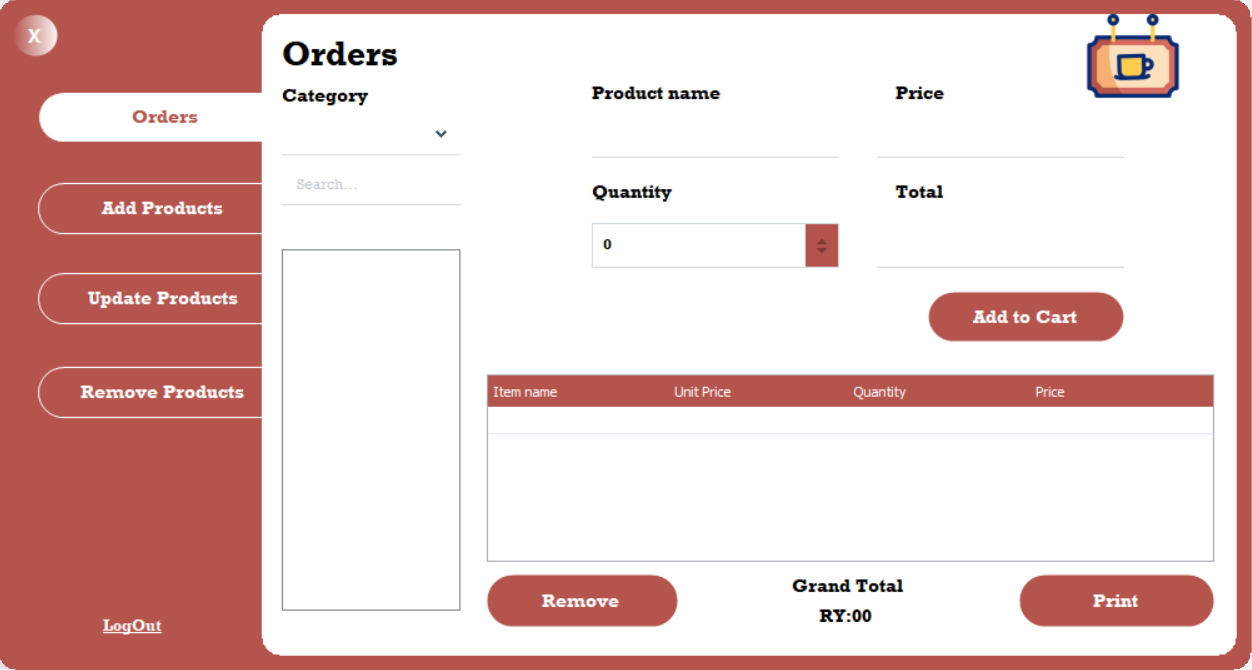 X
Orders
Add Products
Update Products
Remove Products
LogOut
Orders
Category
Search...
Product name
Price
Quantity
Total
0
Add to Cart
Item name Unit Price Quantity Price
Remove
Grand Total
RY:00
Print